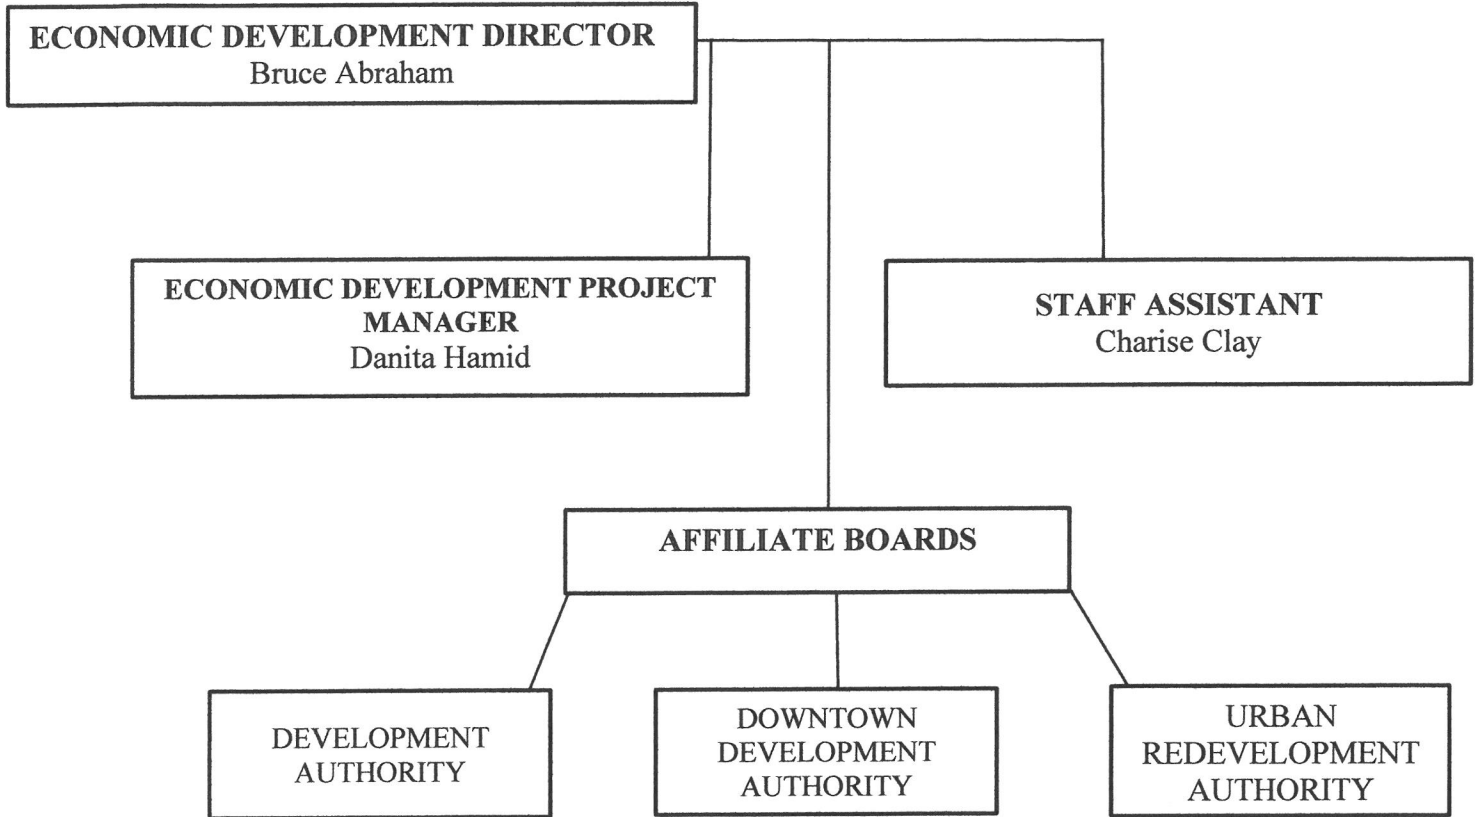 ECONOMIC DEVELOPMENT DIRECTOR
Bruce Abraham
ECONOMIC DEVELOPMENT PROJECT
MANAGER
Danita Hamid
STAFF ASSISTANT
Charise Clay
AFFILIATE BOARDS
DEVELOPMENT
AUTHORITY
DOWNTOWN
DEVELOPMENT
AUTHORITY
URBAN
REDEVELOPMENT
AUTHORITY